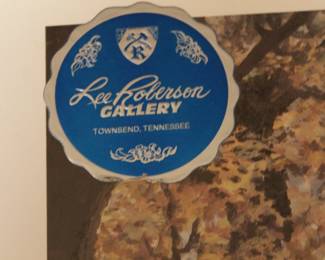 R
Lee Roberson
GALLERY
TOWNSEND, TENNESSEE